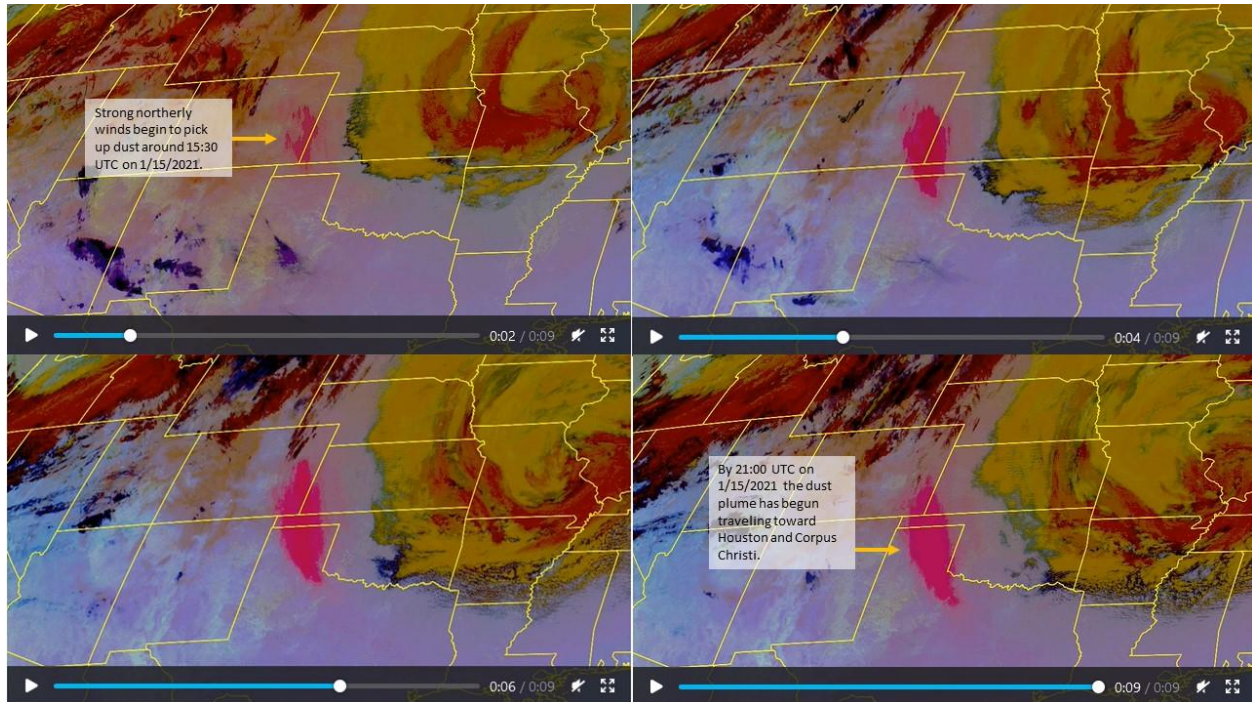 Strong northerly
winds begin to pick
up dust around 15:30
UTC on 1/15/2021.
0:02 / 0:09
0:04 / 0:09
By 21:00 UTC on
1/15/2021 the dust
plume has begun
traveling toward
Houston and Corpus
Christi.
0:06 / 0:09
0:09 / 0:09